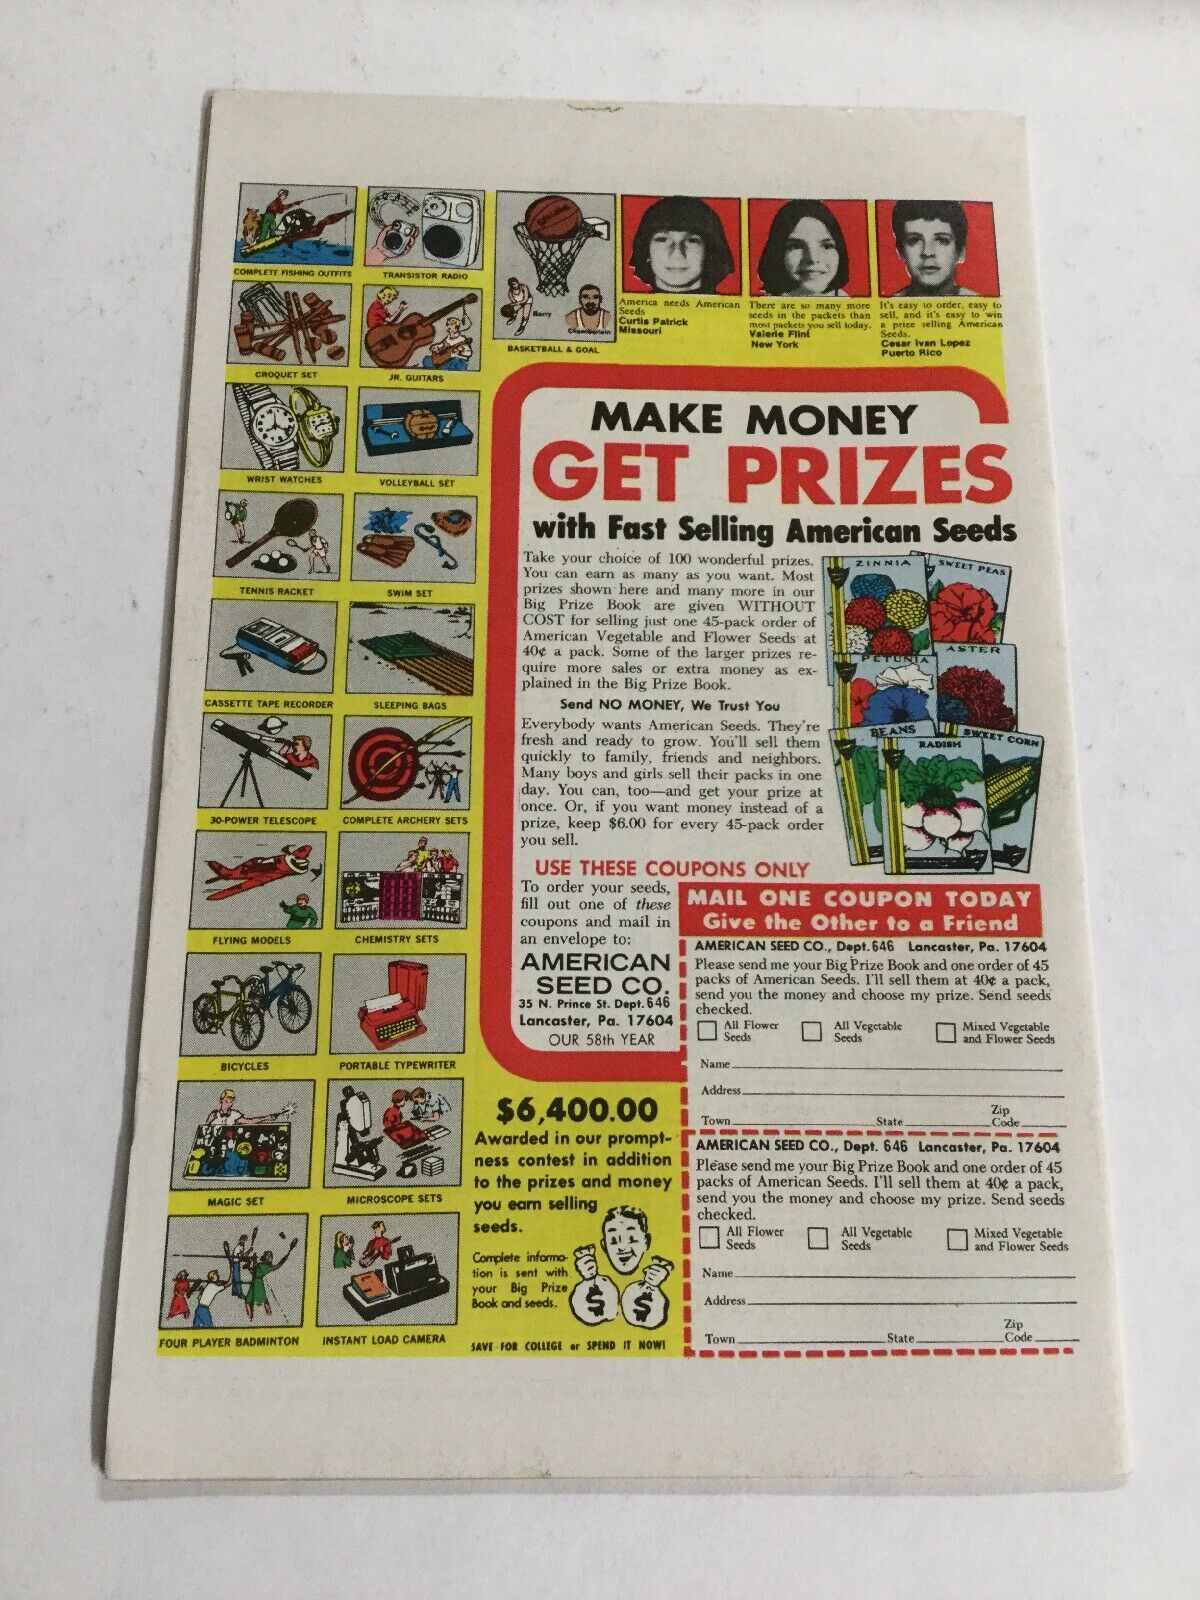 COMPLETE FISHING OUTFITS
TRANSISTOR RADIO
Barry
Chamberlain
BASKETBALL & GOAL
America needs American
Seeds
Curtis Patrick
Missouri
There are so many more
seeds in the packets than
most packets you sell today.
Valerie Flint
New York
It's easy to order, easy to
sell, and it's easy to win
a prize selling American
Seeds.
Cesar Ivan Lopez
Puerto Rico
CROQUET SET
JR. GUITARS
WRIST WATCHES
VOLLEYBALL SET
TENNIS RACKET
SWIM SET
CASSETTE TAPE RECORDER
SLEEPING BAGS
30-POWER TELESCOPE
COMPLETE ARCHERY SETS
FLYING MODELS
CHEMISTRY SETS
BICYCLES
PORTABLE TYPEWRITER
MAGIC SET
MICROSCOPE SETS
FOUR PLAYER BADMINTON
INSTANT LOAD CAMERA
MAKE MONEY
GET PRIZES
with Fast Selling American Seeds
Take your choice of 100 wonderful prizes.
You can earn as many as you want. Most
prizes shown here and many more in our
Big Prize Book are given WITHOUT
COST for selling just one 45-pack order of
American Vegetable and Flower Seeds at
40¢ a pack. Some of the larger prizes re-
quire more sales or extra money as ex-
plained in the Big Prize Book.
Send NO MONEY, We Trust You
Everybody wants American Seeds. They're
fresh and ready to grow. You'll sell them
quickly to family, friends and neighbors.
Many boys and girls sell their packs in one
day. You can, too—and get your prize at
once. Or, if you want money instead of a
prize, keep $6.00 for every 45-pack order
you sell.
ZINNIA
SWEET PEAS
PETUNIA
ASTER
BEANS
RADISH
SWEET CORN
USE THESE COUPONS ONLY
To order your seeds,
fill out one of these
coupons and mail in
an envelope to:
AMERICAN
SEED CO.
35 N. Prince St. Dept. 646
Lancaster, Pa. 17604
OUR 58th YEAR
MAIL ONE COUPON TODAY
Give the Other to a Friend
AMERICAN SEED CO., Dept. 646 Lancaster, Pa. 17604
Please send me your Big Prize Book and one order of 45
packs of American Seeds. I'll sell them at 40¢ a pack,
send you the money and choose my prize. Send seeds
checked.
All Flower Seeds
All Vegetable Seeds
Mixed Vegetable and Flower Seeds
Name
Address
Town State Zip Code
AMERICAN SEED CO., Dept. 646 Lancaster, Pa. 17604
Please send me your Big Prize Book and one order of 45
packs of American Seeds. I'll sell them at 40¢ a pack,
send you the money and choose my prize. Send seeds
checked.
All Flower Seeds
All Vegetable Seeds
Mixed Vegetable and Flower Seeds
Name
Address
Town State Zip Code
$6,400.00
Awarded in our prompt-
ness contest in addition
to the prizes and money
you earn selling
seeds.
Complete informa-
tion is sent with
your Big Prize
Book and seeds.
$ $
SAVE FOR COLLEGE or SPEND IT NOW!